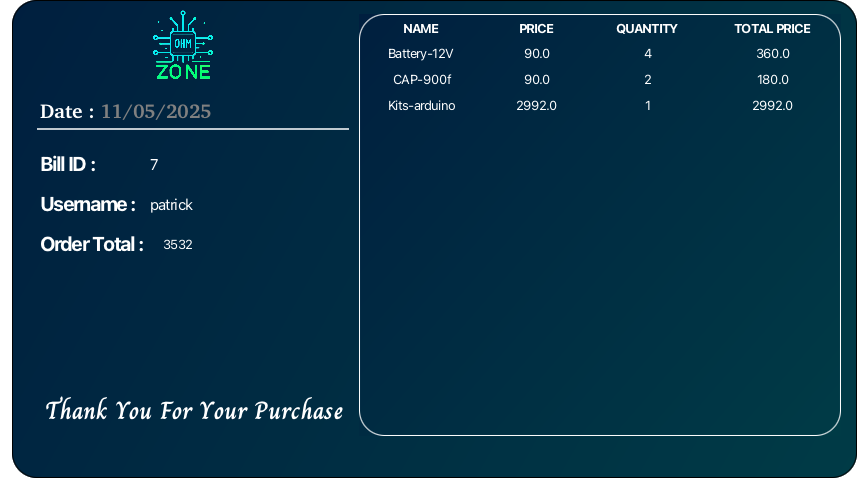 OHM
ZONE
Date : 11/05/2025
Bill ID : 7
Username : patrick
Order Total : 3532
Thank You For Your Purchase
NAME PRICE QUANTITY TOTAL PRICE
Battery-12V 90.0 4 360.0
CAP-900f 90.0 2 180.0
Kits-arduino 2992.0 1 2992.0